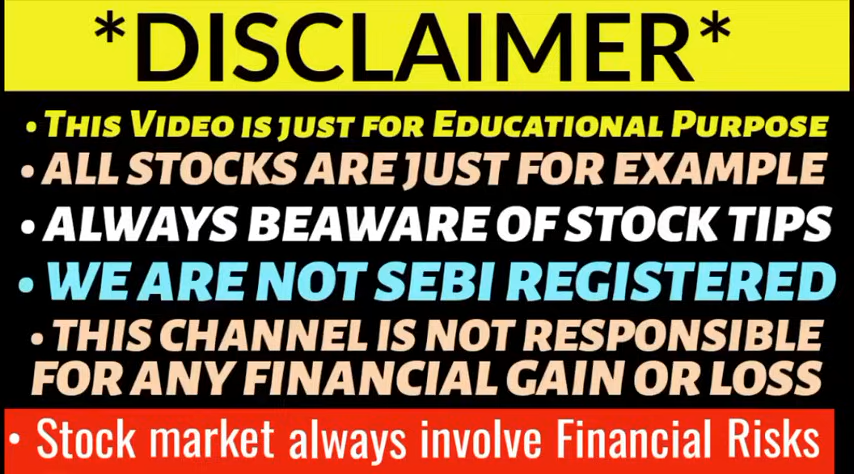 *DISCLAIMER*
• This Video is just for Educational Purpose
• ALL STOCKS ARE JUST FOR EXAMPLE
• ALWAYS BEAWARE OF STOCK TIPS
• WE ARE NOT SEBI REGISTERED
• THIS CHANNEL IS NOT RESPONSIBLE
FOR ANY FINANCIAL GAIN OR LOSS
• Stock market always involve Financial Risks